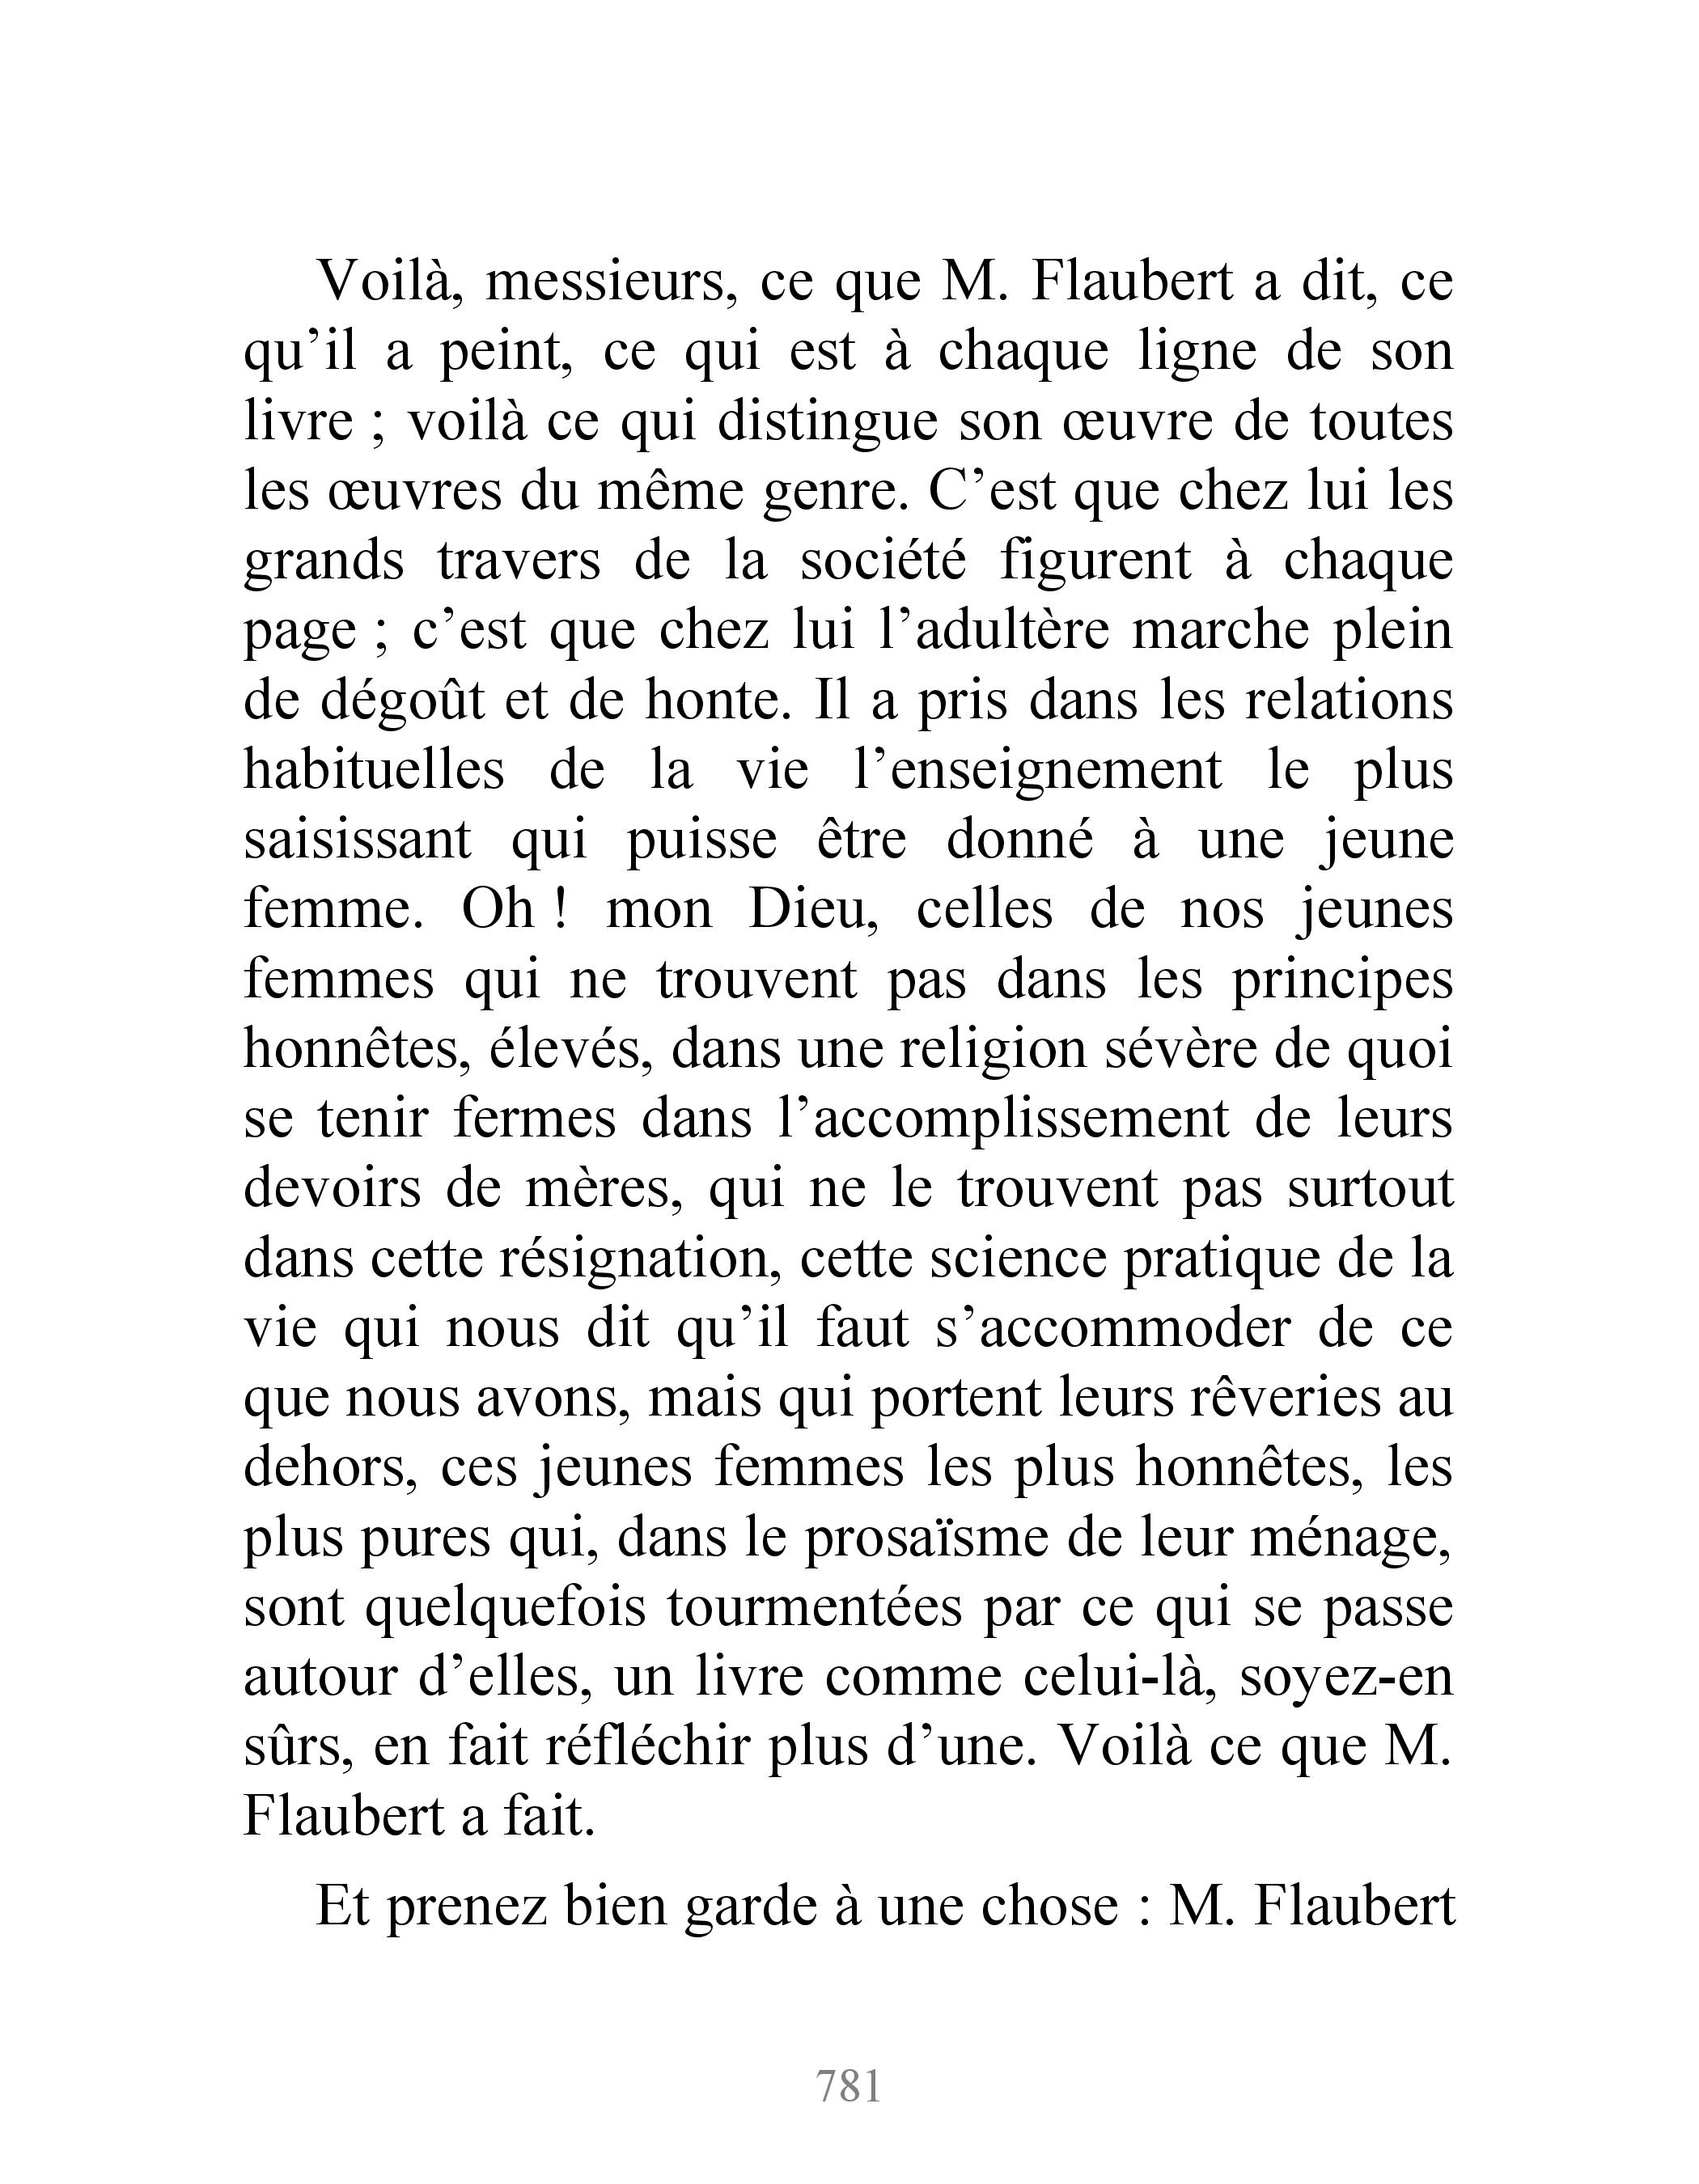 Voilà, messieurs, ce que M. Flaubert a dit, ce
qu’il a peint, ce qui est à chaque ligne de son
livre ; voilà ce qui distingue son œuvre de toutes
les œuvres du même genre. C’est que chez lui les
grands travers de la société figurent à chaque
page ; c’est que chez lui l’adultère marche plein
de dégoût et de honte. Il a pris dans les relations
habituelles de la vie l’enseignement le plus
saisissant qui puisse être donné à une jeune
femme. Oh ! mon Dieu, celles de nos jeunes
femmes qui ne trouvent pas dans les principes
honnêtes, élevés, dans une religion sévère de quoi
se tenir fermes dans l’accomplissement de leurs
devoirs de mères, qui ne le trouvent pas surtout
dans cette résignation, cette science pratique de la
vie qui nous dit qu’il faut s’accommoder de ce
que nous avons, mais qui portent leurs rêveries au
dehors, ces jeunes femmes les plus honnêtes, les
plus pures qui, dans le prosaïsme de leur ménage,
sont quelquefois tourmentées par ce qui se passe
autour d’elles, un livre comme celui-là, soyez-en
sûrs, en fait réfléchir plus d’une. Voilà ce que M.
Flaubert a fait.
Et prenez bien garde à une chose : M. Flaubert
781